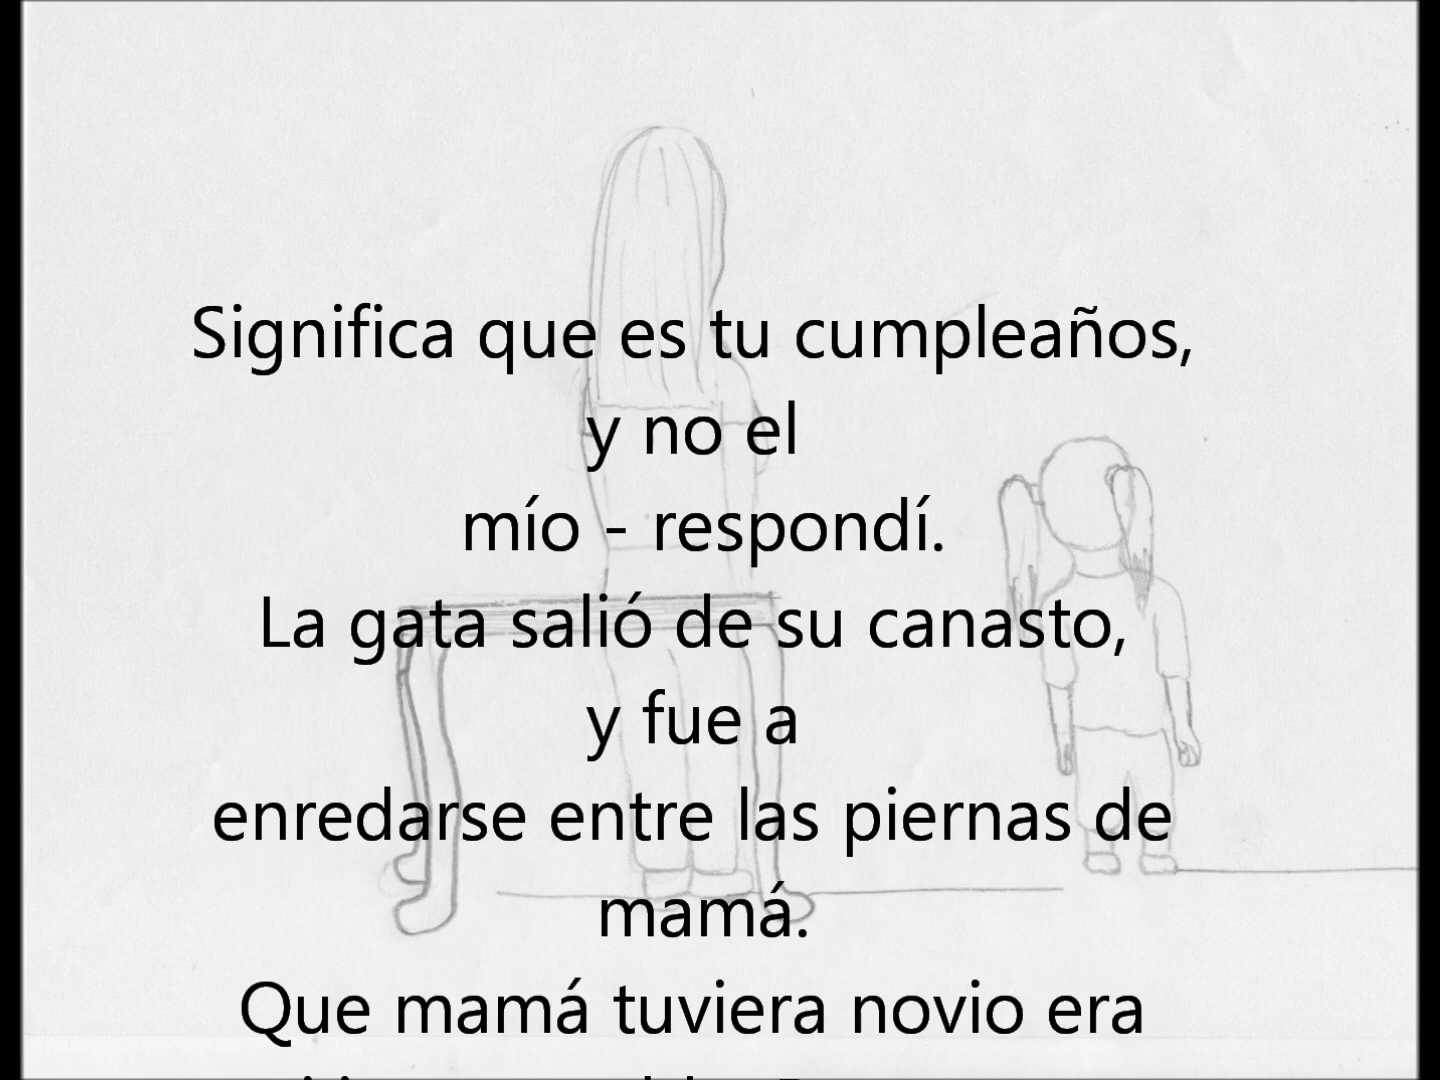 Significa que es tu cumpleaños,
y no el
mío - respondí.
La gata salió de su canasto,
y fue a
enredarse entre las piernas de
mamá.
Que mamá tuviera novio era